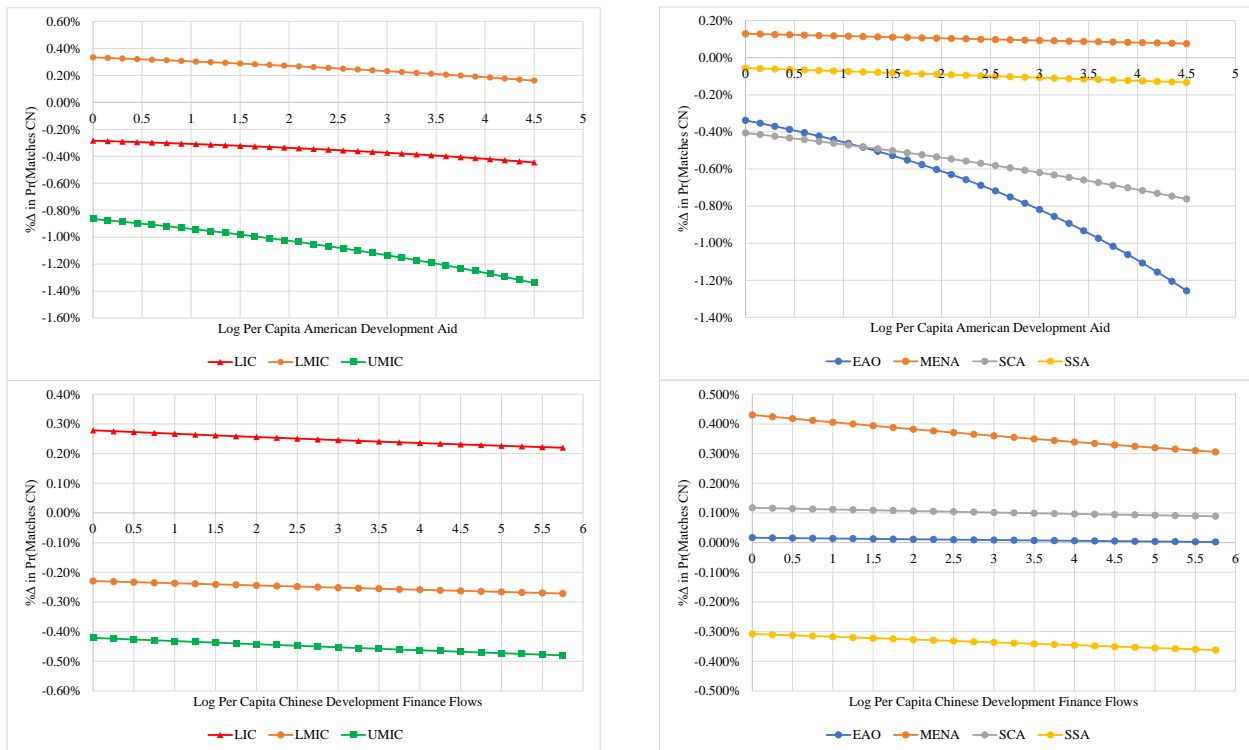 0.60%
0.40%
0.20%
0.00%
-0.20%
-0.40%
-0.60%
-0.80%
-1.00%
-1.20%
-1.40%
-1.60%
0 0.5 1 1.5 2 2.5 3 3.5 4 4.5 5
%Δ in Pr(Matches CN)
Log Per Capita American Development Aid
LIC LMIC UMIC
0.20%
0.00%
-0.20%
-0.40%
-0.60%
-0.80%
-1.00%
-1.20%
-1.40%
0 0.5 1 1.5 2 2.5 3 3.5 4 4.5 5
%Δ in Pr(Matches CN)
Log Per Capita American Development Aid
EAO MENA SCA SSA
0.40%
0.30%
0.20%
0.10%
0.00%
-0.10%
-0.20%
-0.30%
-0.40%
-0.50%
-0.60%
0 0.5 1 1.5 2 2.5 3 3.5 4 4.5 5 5.5 6
%Δ in Pr(Matches CN)
Log Per Capita Chinese Development Finance Flows
LIC LMIC UMIC
0.500%
0.400%
0.300%
0.200%
0.100%
0.000%
-0.100%
-0.200%
-0.300%
-0.400%
-0.500%
0 0.5 1 1.5 2 2.5 3 3.5 4 4.5 5 5.5 6
%Δ in Pr(Matches CN)
Log Per Capita Chinese Development Finance Flows
EAO MENA SCA SSA